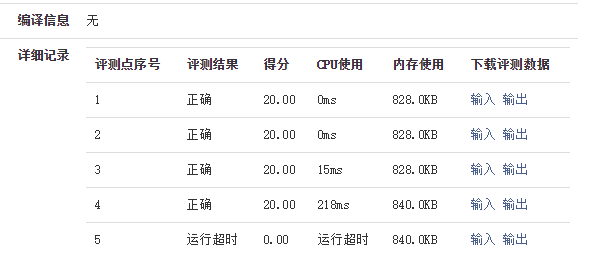 编译信息 无
详细记录
评测点序号 评测结果 得分 CPU使用 内存使用 下载评测数据
1 正确 20.00 0ms 828.0KB 输入 输出
2 正确 20.00 0ms 828.0KB 输入 输出
3 正确 20.00 15ms 828.0KB 输入 输出
4 正确 20.00 218ms 840.0KB 输入 输出
5 运行超时 0.00 运行超时 840.0KB 输入 输出